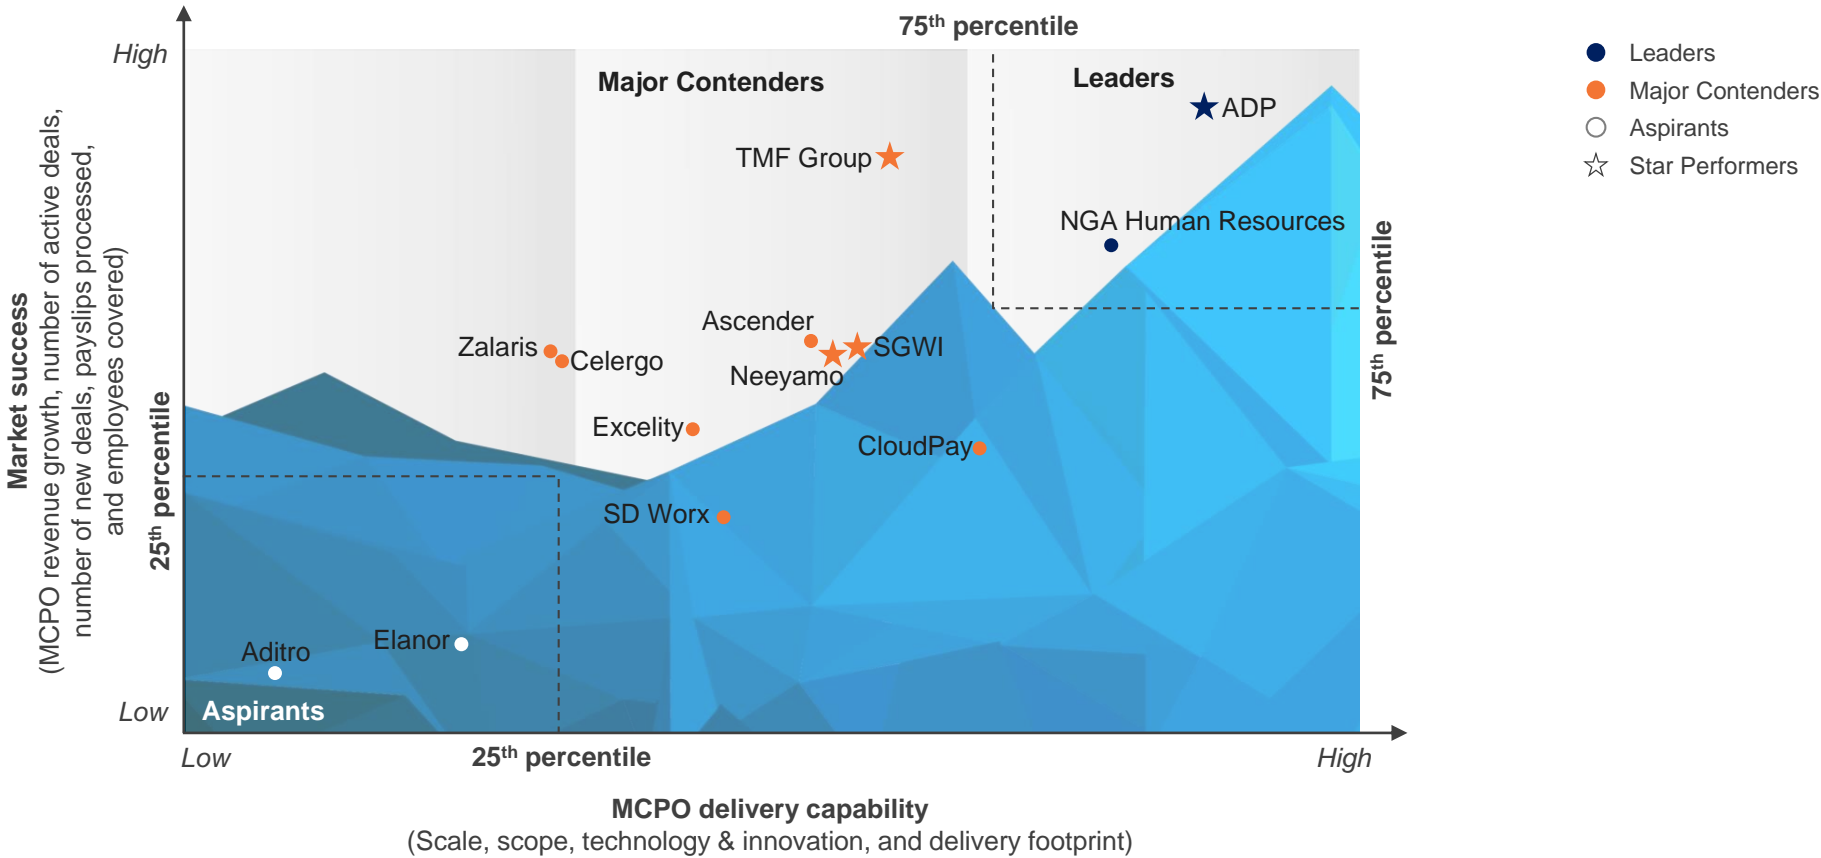 75th percentile
High
Major Contenders
Leaders
ADP
TMF Group
NGA Human Resources
Ascender
SGWI
Neeyamo
Zalaris
Celergo
Excelity
CloudPay
SD Worx
Elanor
Aditro
Aspirants
Low
Market success
(MCPO revenue growth, number of active deals,
number of new deals, payslips processed,
and employees covered)
25th percentile
75th percentile
Low
25th percentile
High
MCPO delivery capability
(Scale, scope, technology & innovation, and delivery footprint)
Leaders
Major Contenders
Aspirants
Star Performers